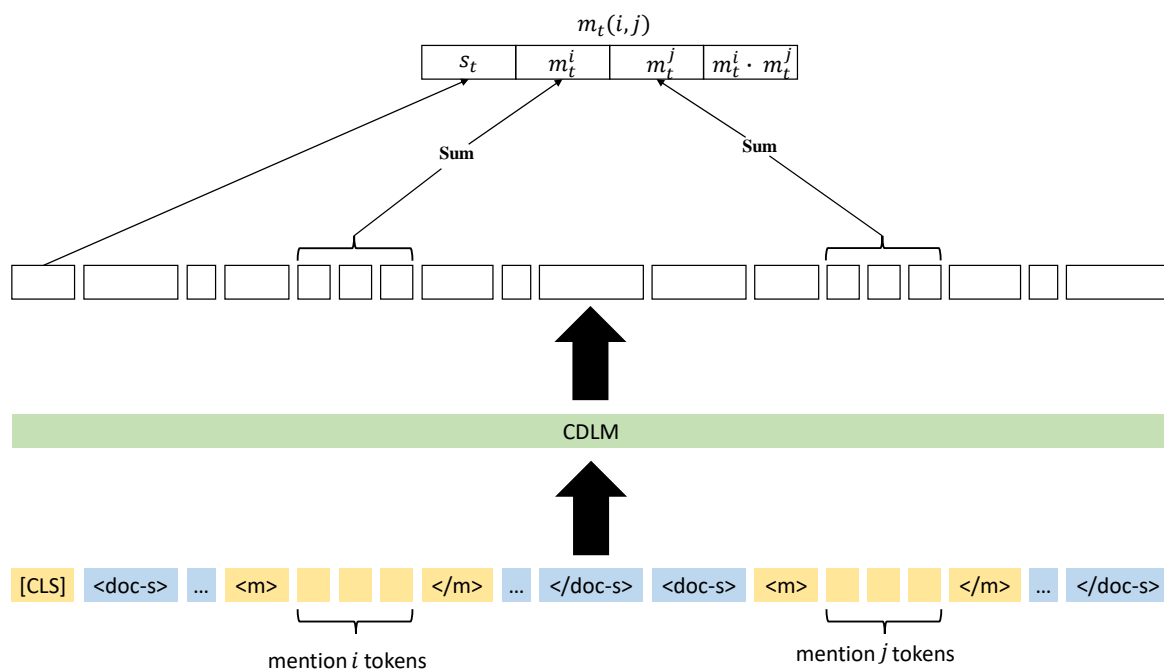 m_t(i, j)
s_t m_t^i m_t^j m_t^i · m_t^j
Sum Sum
CDLM
[CLS] <doc-s> ... <m> </m> ... </doc-s> <doc-s> <m> </m> ... </doc-s>
mention i tokens mention j tokens